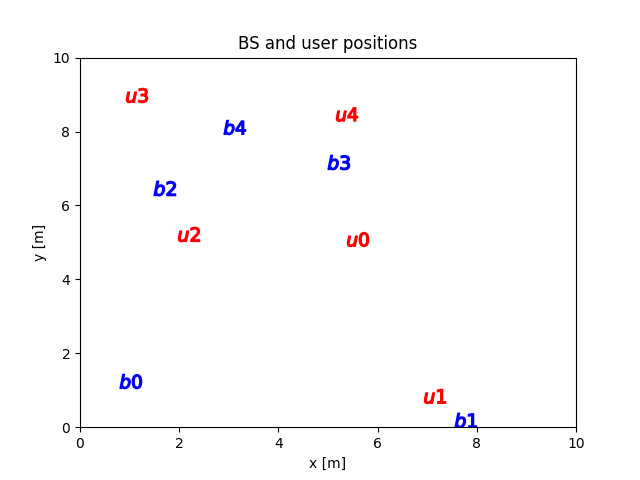 BS and user positions
10
u3
u4
b4
8
b3
b2
6
u2
u0
y [m]
4
2
b0
u1
b1
0
0 2 4 6 8 10
x [m]